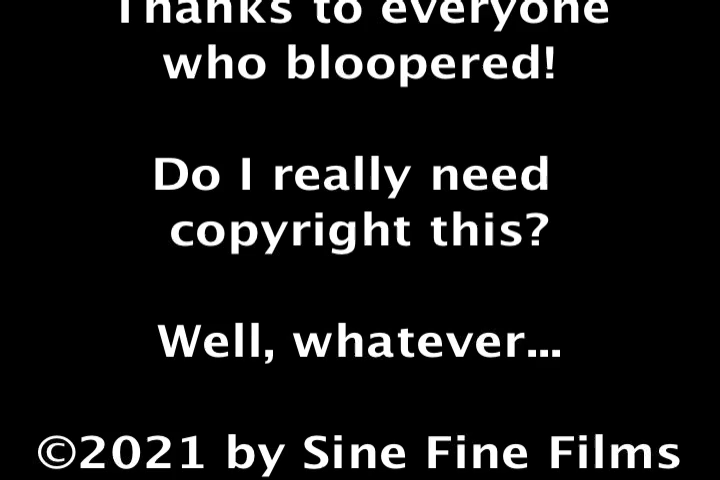 Thanks to everyone
who bloopered!
Do I really need
copyright this?
Well, whatever...
©2021 by Sine Fine Films